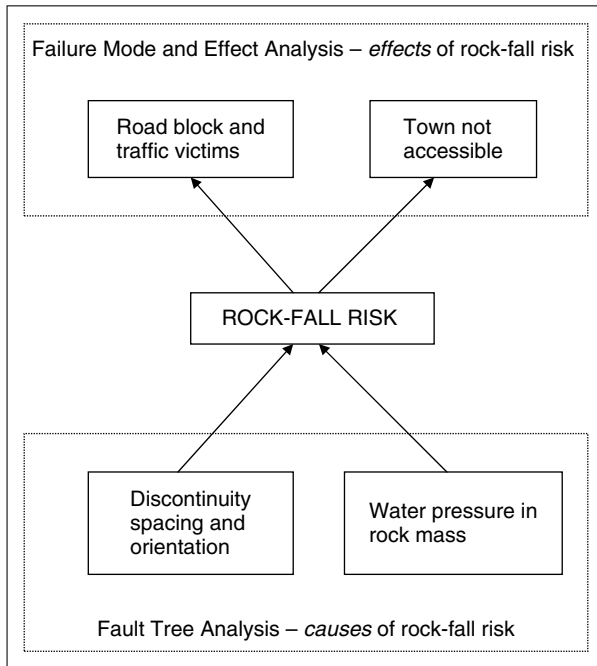 Failure Mode and Effect Analysis – effects of rock-fall risk
Road block and
traffic victims
Town not
accessible
ROCK-FALL RISK
Discontinuity
spacing and
orientation
Water pressure in
rock mass
Fault Tree Analysis – causes of rock-fall risk